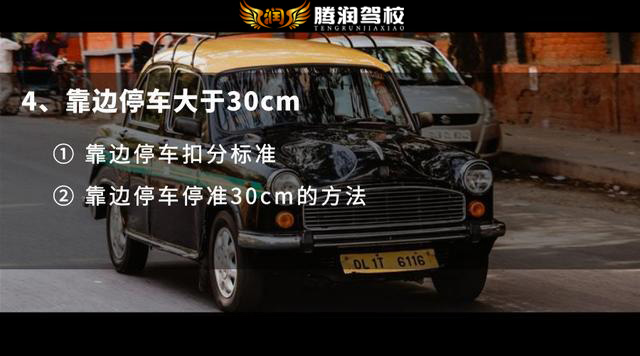 润 腾润驾校
TENGRUNJIAXIAO
4、靠边停车大于30cm
① 靠边停车扣分标准
② 靠边停车停准30cm的方法
DL1T 6116